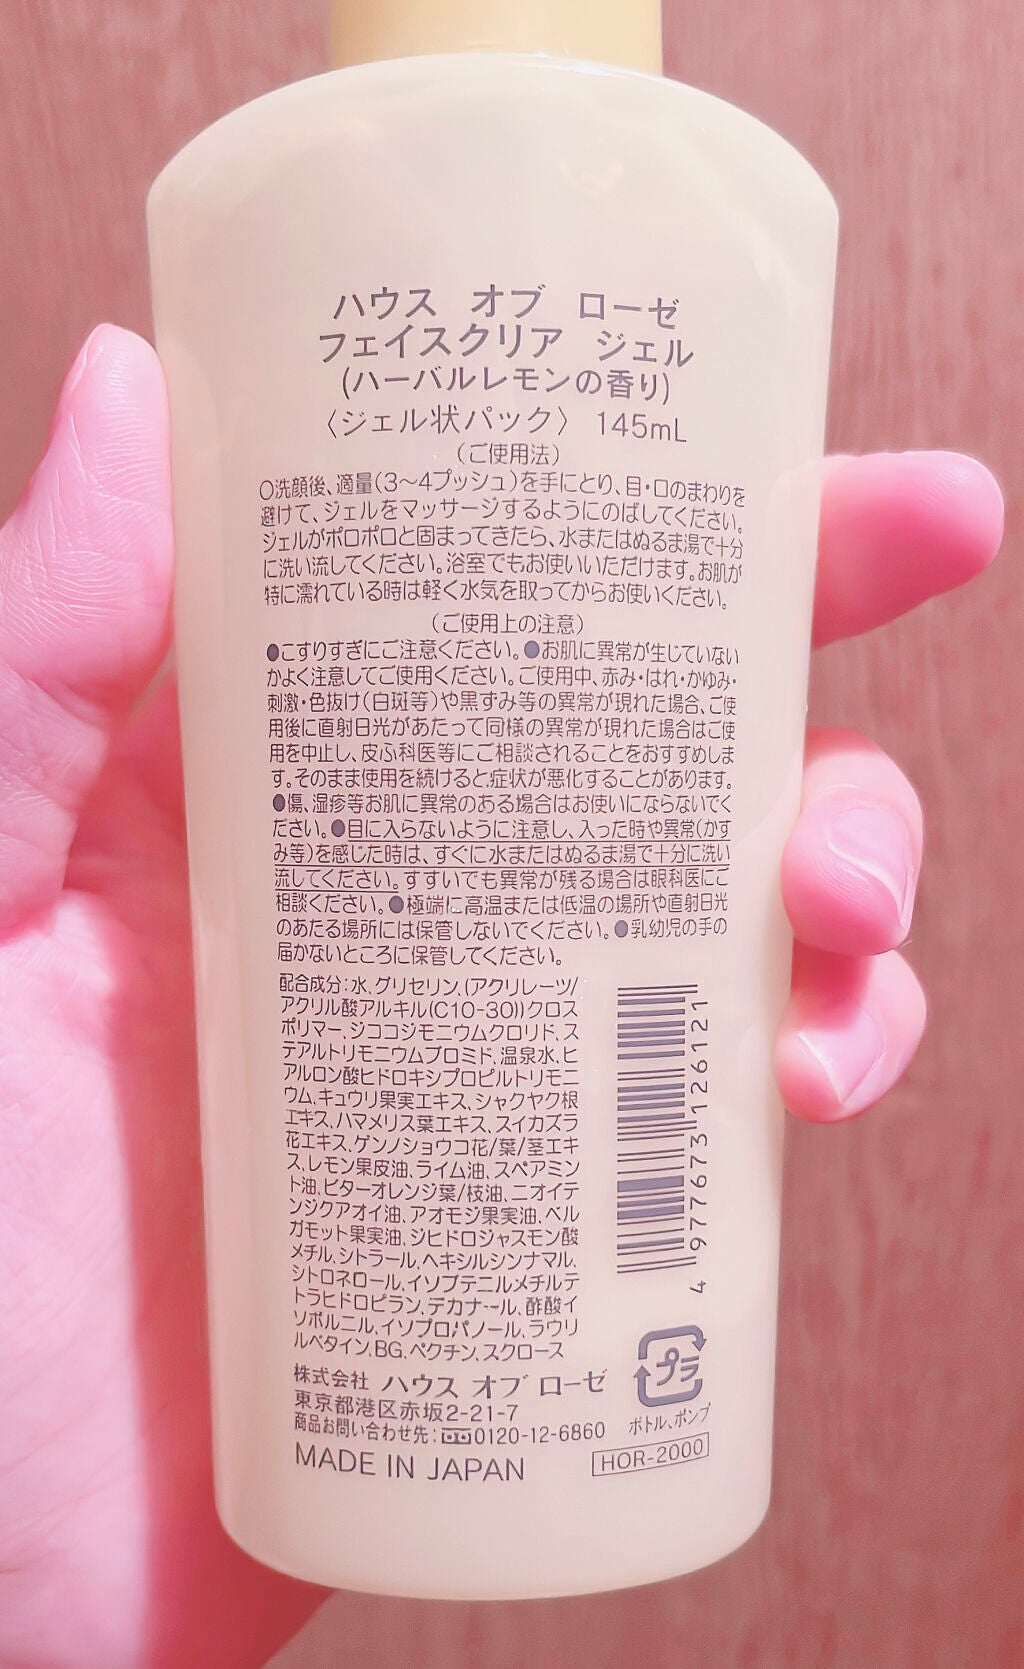 ハウス オブ ローゼ
フェイスクリア ジェル
(ハーバルレモンの香り)
〈ジェル状パック〉 145mL
(ご使用法)
○洗顔後、適量(3〜4プッシュ)を手にとり、目・口のまわりを
避けて、ジェルをマッサージするようにのばしてください。
ジェルがポロポロと固まってきたら、水またはぬるま湯で十分
に洗い流してください。浴室でもお使いいただけます。お肌が
特に濡れている時は軽く水気を取ってからお使いください。
(ご使用上の注意)
●こすりすぎにご注意ください。●お肌に異常が生じていない
かよく注意してご使用ください。ご使用中、赤み・はれ・かゆみ・
刺激・色抜け(白斑等)や黒ずみ等の異常が現れた場合、ご使
用後に直射日光があたって同様の異常が現れた場合はご使
用を中止し、皮ふ科医等にご相談されることをおすすめしま
す。そのまま使用を続けると症状が悪化することがあります。
●傷、湿疹等お肌に異常のある場合はお使いにならないでく
ださい。●目に入らないように注意し、入った時や異常(かす
み等)を感じた時は、すぐに水またはぬるま湯で十分に洗い
流してください。すすいでも異常が残る場合は眼科医にご
相談ください。●極端に高温または低温の場所や直射日光
のあたる場所には保管しないでください。●乳幼児の手の
届かないところに保管してください。
配合成分：水、グリセリン、(アクリレーツ/
アクリル酸アルキル(C10-30))クロス
ポリマー、ジココジモニウムクロリド、ス
テアルトリモニウムブロミド、温泉水、ヒ
アルロン酸ヒドロキシプロピルトリモニ
ウム、キュウリ果実エキス、シャクヤク根
エキス、ハマメリス葉エキス、スイカズラ
花エキス、ゲンノショウコ花/葉/茎エキ
ス、レモン果皮油、ライム油、スペアミン
ト油、ビターオレンジ葉/枝油、ニオイテ
ンジクアオイ油、アオモジ果実油、ベル
ガモット果実油、ジヒドロジャスモン酸
メチル、シトラール、ヘキシルシンナマル、
シトロネロール、イソブテニルメチルテ
トラヒドロピラン、デカナール、酢酸イ
ソボルニル、イソプロパノール、ラウリ
ルベタイン、BG、ペクチン、スクロース
4 977673 126121
プラ
ボトル、ポンプ
株式会社 ハウス オブ ローゼ
東京都港区赤坂2-21-7
商品お問い合わせ先：0120-12-6860
MADE IN JAPAN
HOR-2000